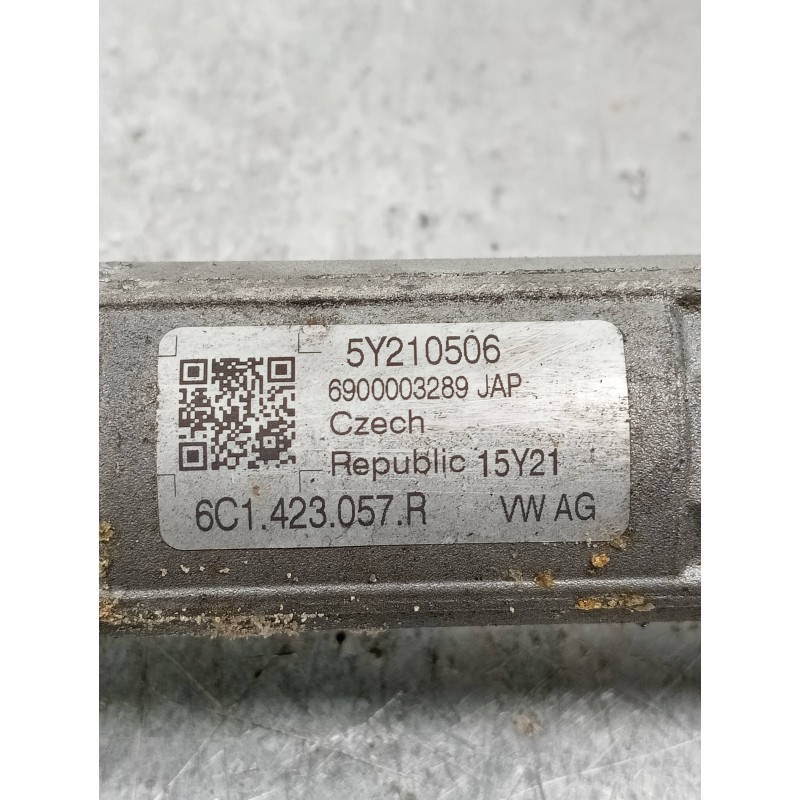 5Y210506
6900003289 JAP
Czech
Republic 15Y21
6C1.423.057.R VW AG